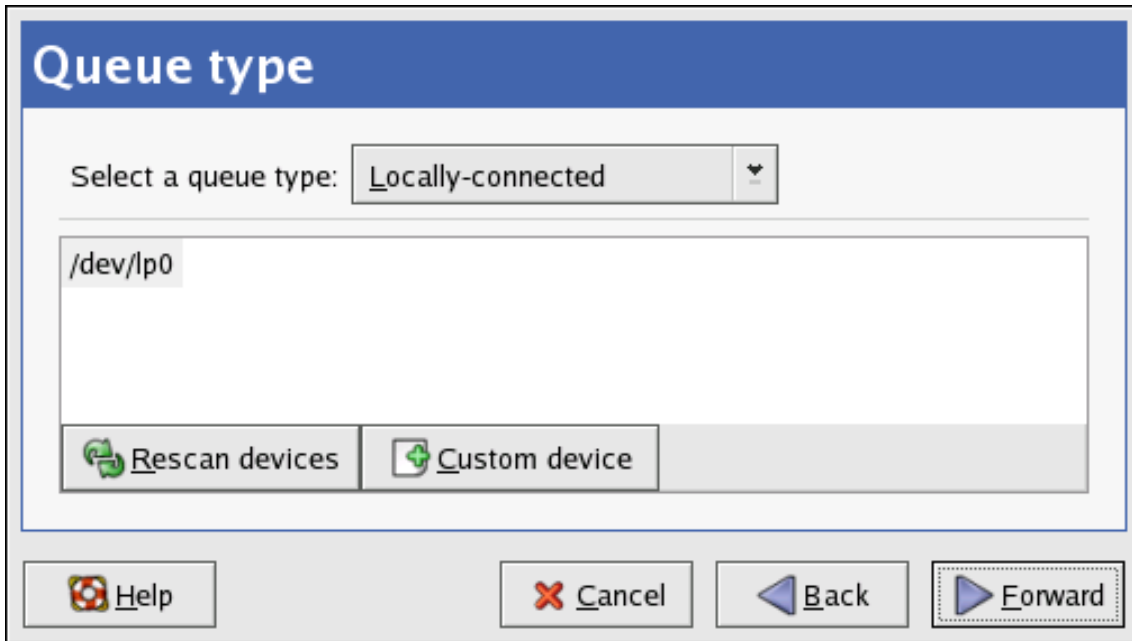 Queue type
Select a queue type: Locally-connected
/dev/lp0
Rescan devices Custom device
Help Cancel Back Forward